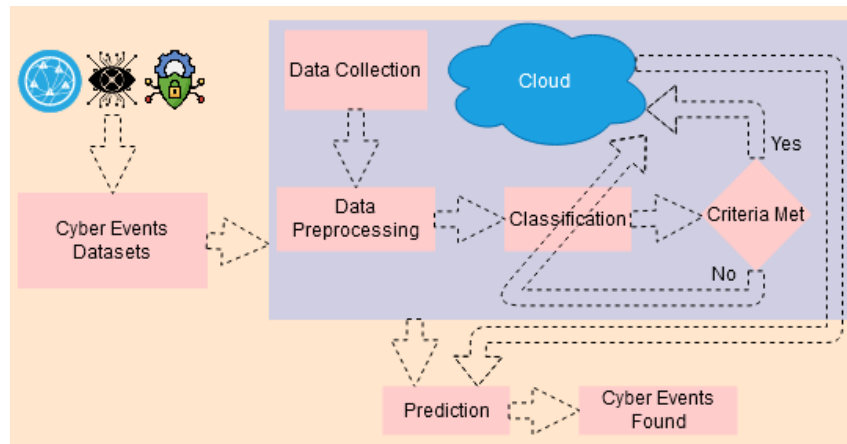 Data Collection
Cloud
Yes
Cyber Events
Datasets
Data
Preprocessing
Classification
Criteria Met
No
Prediction
Cyber Events
Found